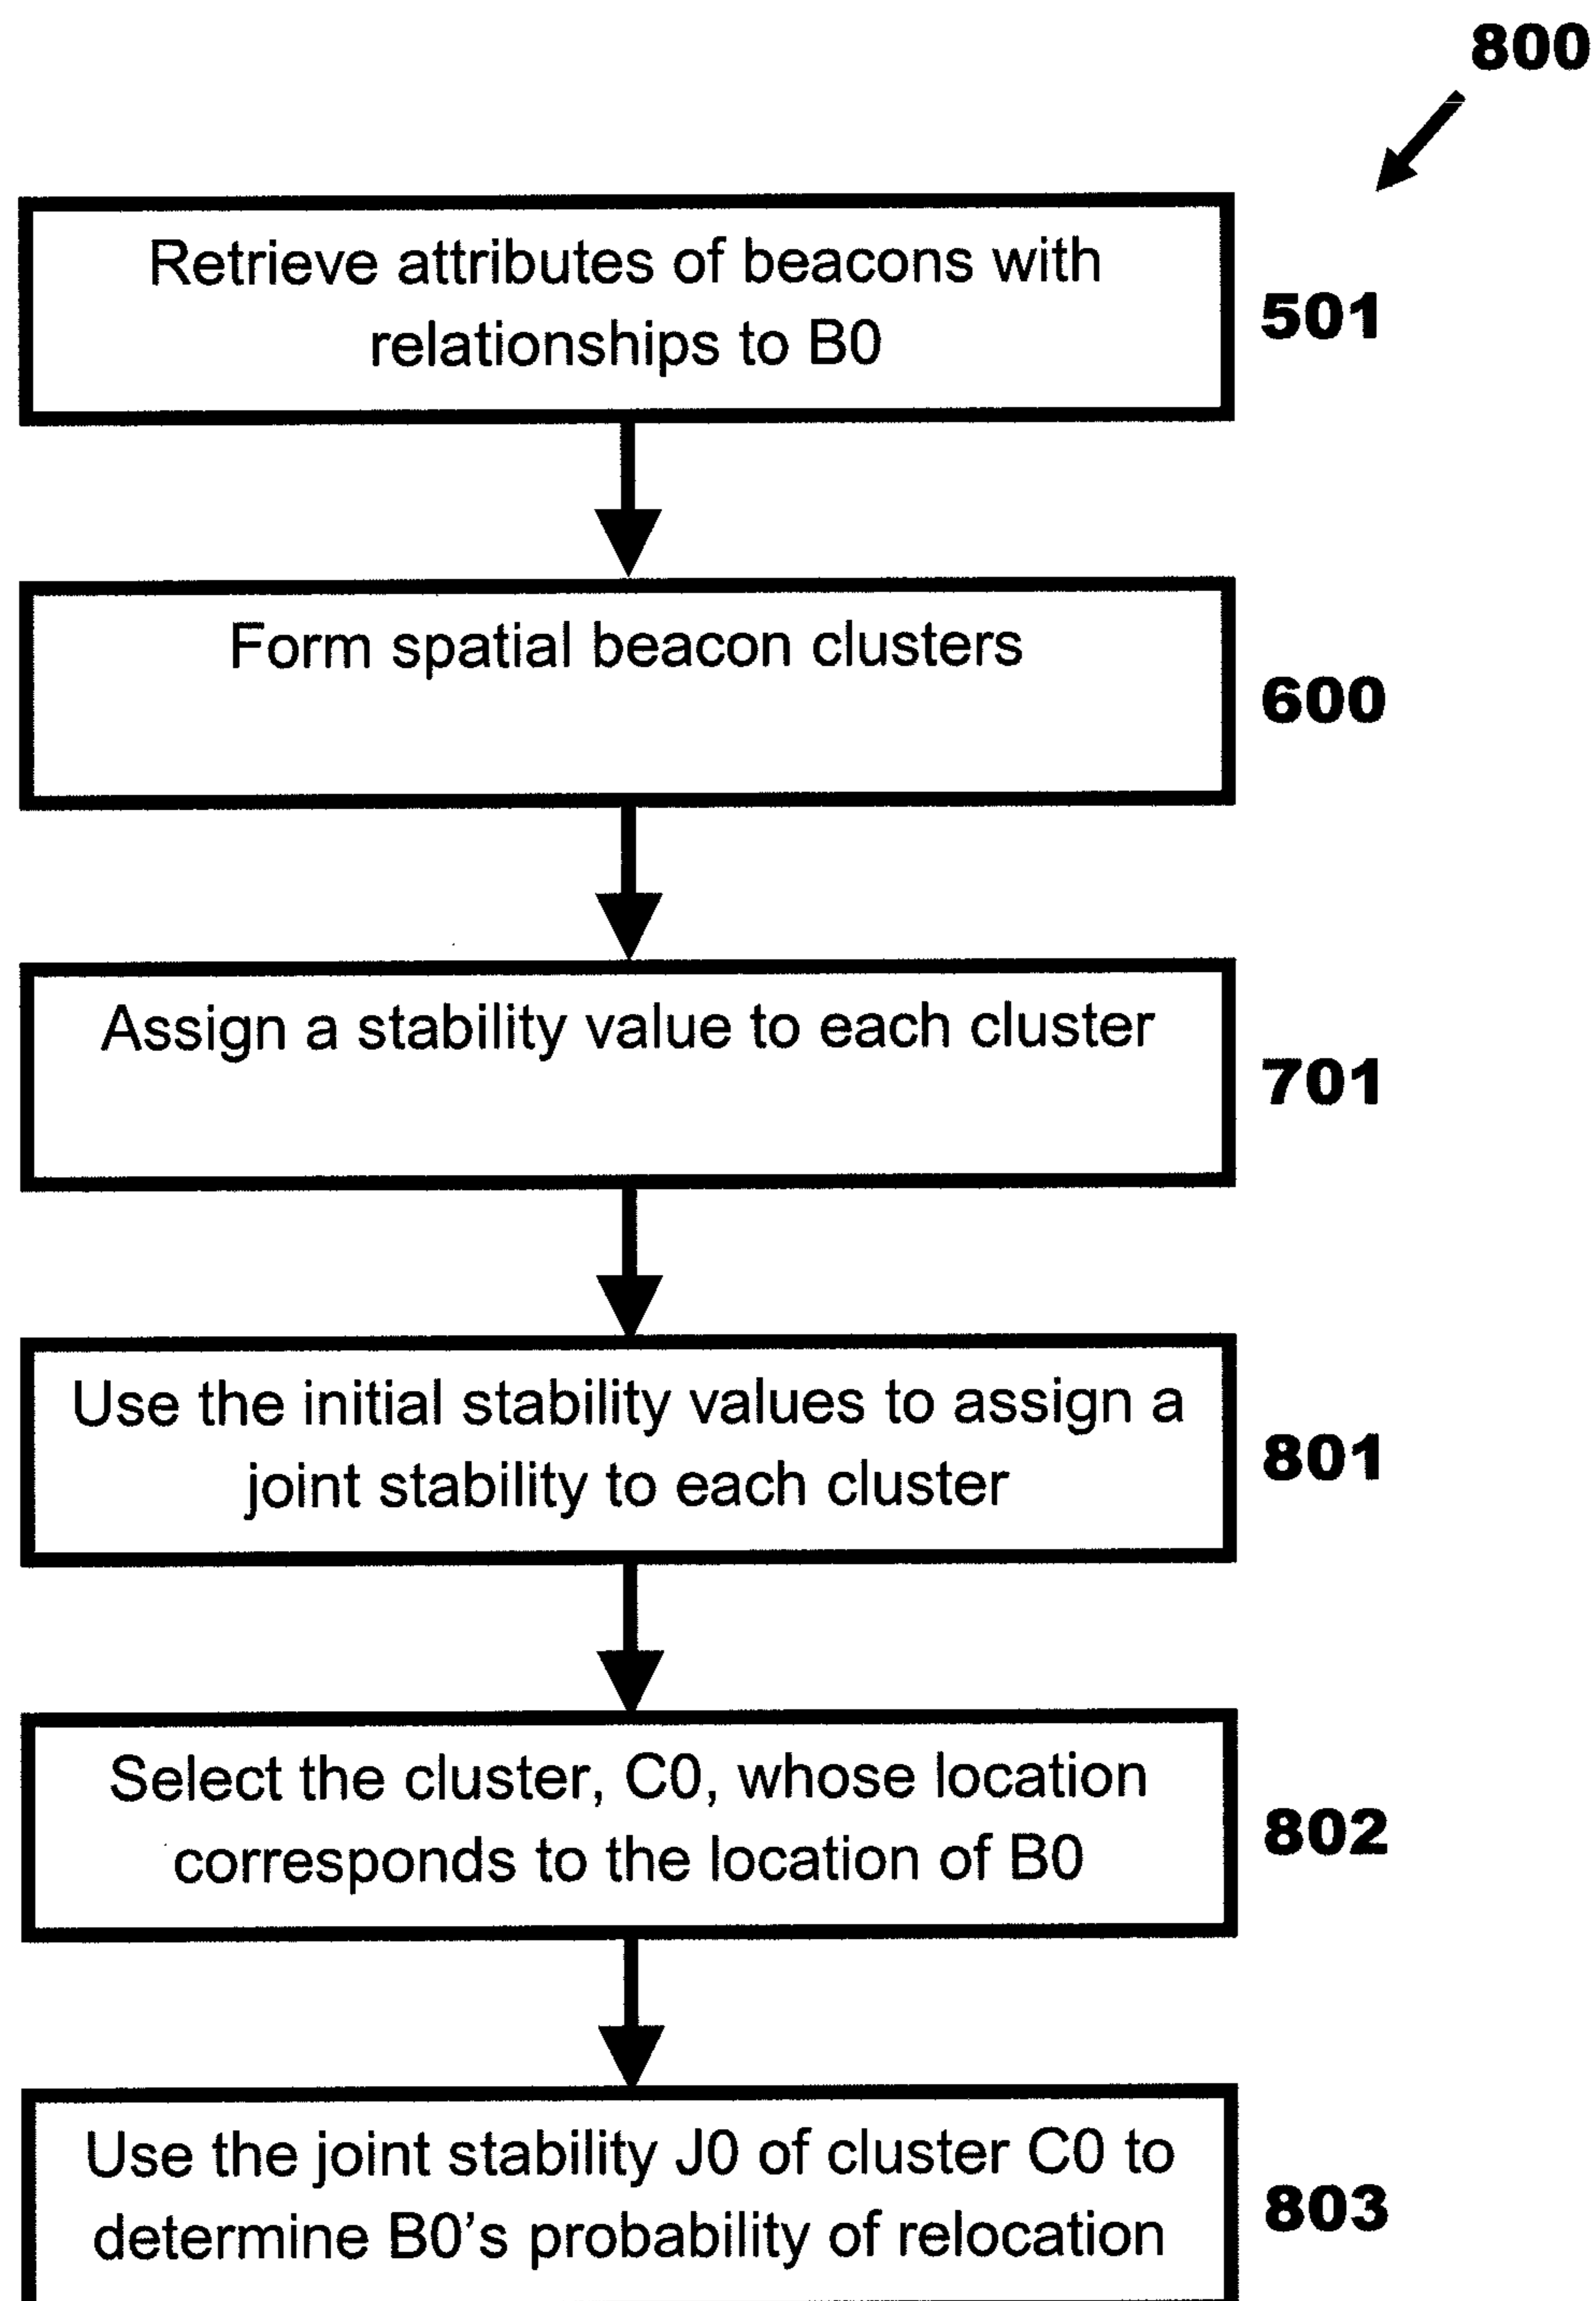 800
Retrieve attributes of beacons with
relationships to B0
501
Form spatial beacon clusters
600
Assign a stability value to each cluster
701
Use the initial stability values to assign a
joint stability to each cluster
801
Select the cluster, C0, whose location
corresponds to the location of B0
802
Use the joint stability J0 of cluster C0 to
determine B0’s probability of relocation
803